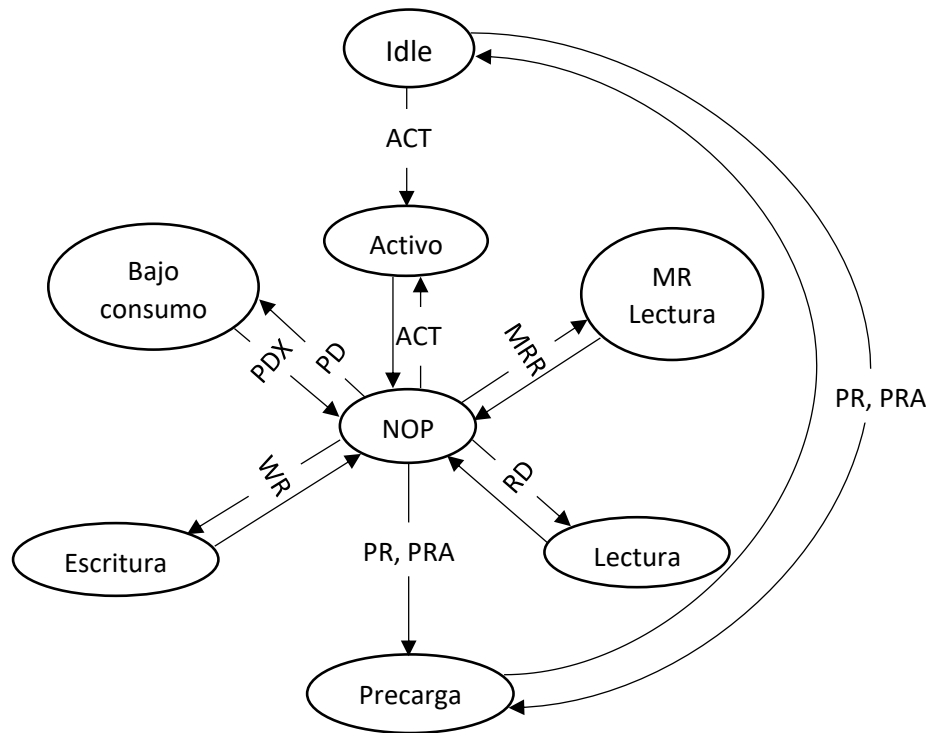 Idle
ACT
Activo
Bajo
consumo
MR
Lectura
PDX
PD
ACT
MRR
PR, PRA
NOP
WR
RD
Escritura
PR, PRA
Lectura
Precarga